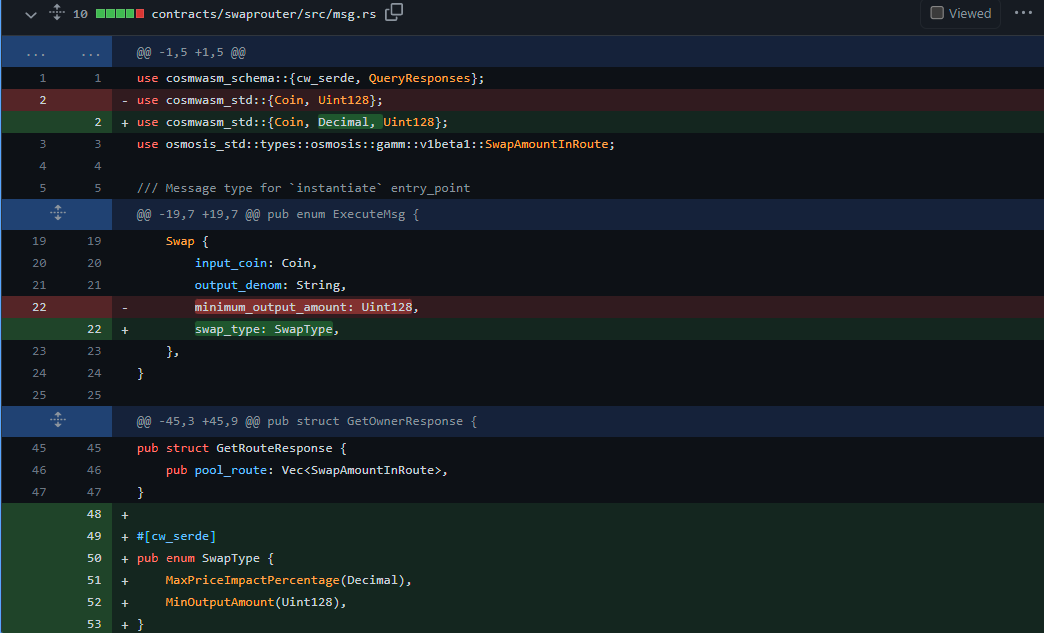 10 contracts/swaprouter/src/msg.rs Viewed ...
... ... @@ -1,5 +1,5 @@
1 1 use cosmwasm_schema::{cw_serde, QueryResponses};
2 - use cosmwasm_std::{Coin, Uint128};
2 + use cosmwasm_std::{Coin, Decimal, Uint128};
3 3 use osmosis_std::types::osmosis::gamm::v1beta1::SwapAmountInRoute;
4 4
5 5 /// Message type for `instantiate` entry_point
@@ -19,7 +19,7 @@ pub enum ExecuteMsg {
19 19 Swap {
20 20 input_coin: Coin,
21 21 output_denom: String,
22 - minimum_output_amount: Uint128,
22 + swap_type: SwapType,
23 23 },
24 24 }
25 25
@@ -45,3 +45,9 @@ pub struct GetOwnerResponse {
45 45 pub struct GetRouteResponse {
46 46 pub pool_route: Vec<SwapAmountInRoute>,
47 47 }
48 +
49 + #[cw_serde]
50 + pub enum SwapType {
51 + MaxPriceImpactPercentage(Decimal),
52 + MinOutputAmount(Uint128),
53 + }